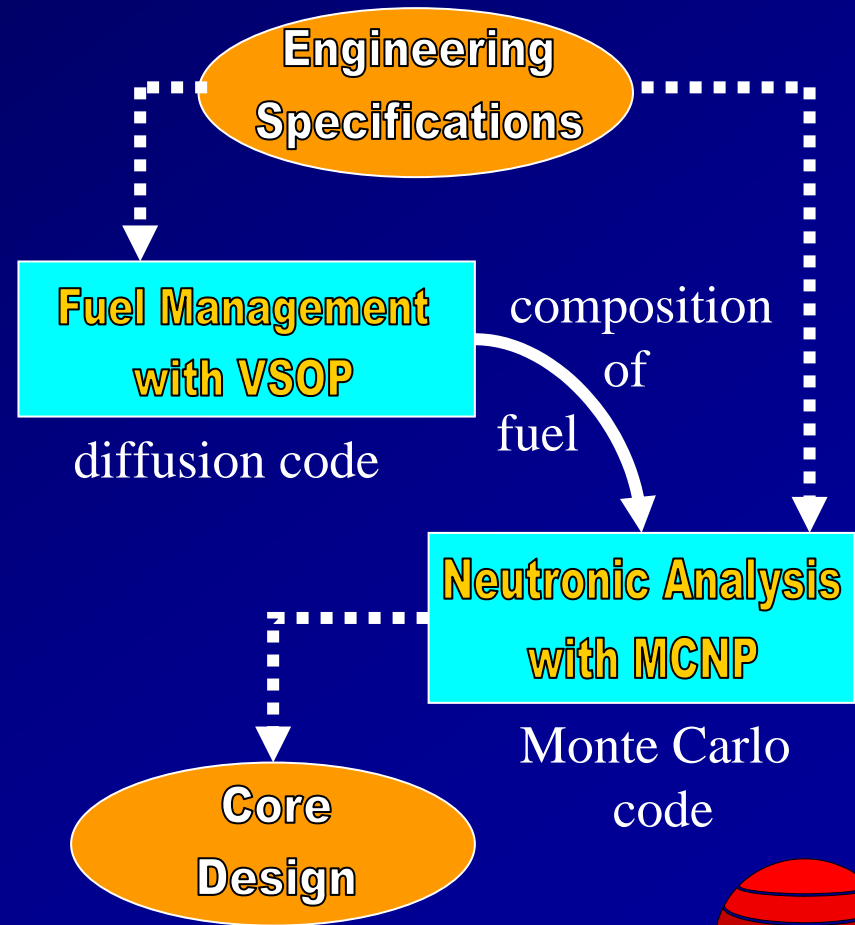 Engineering
Specifications
Fuel Management
with VSOP
diffusion code
composition
of
fuel
Neutronic Analysis
with MCNP
Monte Carlo
code
Core
Design